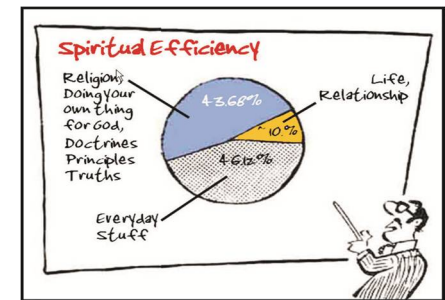 Spiritual Efficiency
Religion,
Doing your
own thing
for God,
Doctrines
Principles
Truths
43.68%
Life,
Relationship
~10.%
46.12%
Everyday
Stuff